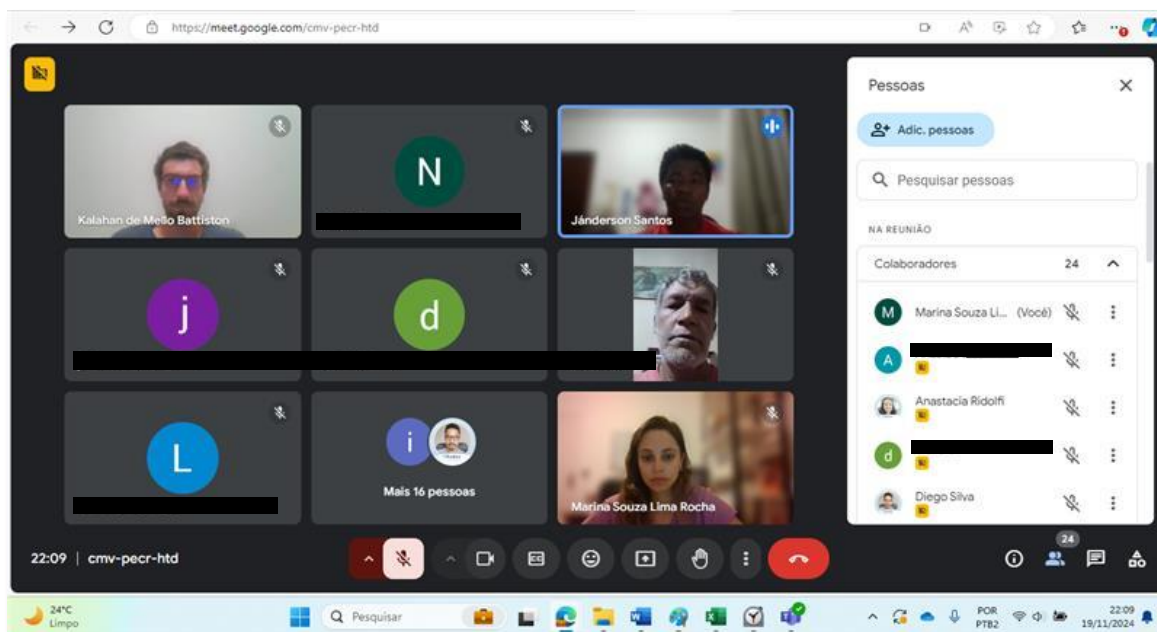 https://meet.google.com/cmv-pecr-htd
Kalahan de Mello Battiston
N
Jánderson Santos
j
d
L
i
Mais 16 pessoas
Marina Souza Lima Rocha
Pessoas
Adic. pessoas
Pesquisar pessoas
NA REUNIÃO
Colaboradores 24
M Marina Souza Li... (Você)
A
Anastacia Ridolfi
d
Diego Silva
22:09 | cmv-pecr-htd
24
24°C
Limpo
Pesquisar
POR
PTB2
22:09
19/11/2024